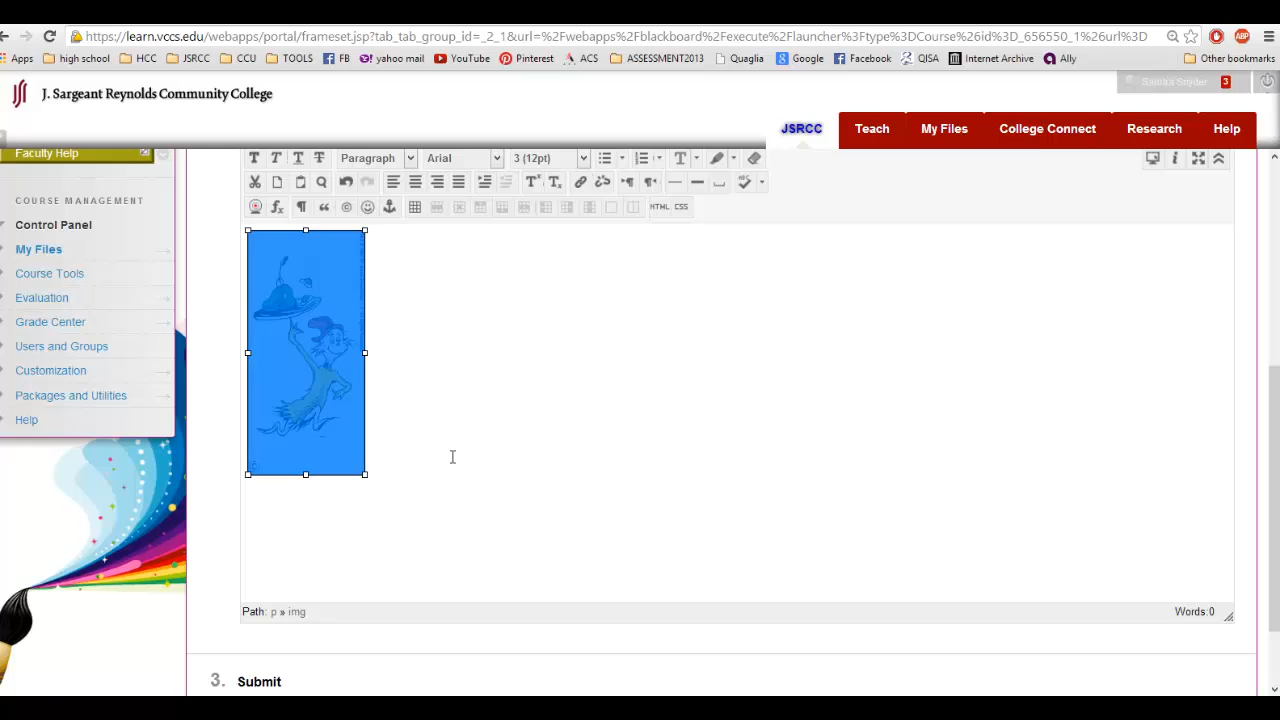 https://learn.vccs.edu/webapps/portal/frameset.jsp?tab_tab_group_id=_2_1&url=%2Fwebapps%2Fblackboard%2Fexecute%2Flauncher%3Ftype%3DCourse%26id%3D_656550_1%26url%3D
Apps high school HCC JSRCC CCU TOOLS FB yahoo mail YouTube Pinterest ACS ASSESSMENT2013 Quaglia Google Facebook QISA Internet Archive Ally Other bookmarks
J. Sargeant Reynolds Community College
Snyder 3
JSRCC Teach My Files College Connect Research Help
Faculty Help
Paragraph Arial 3 (12pt)
HTML CSS
COURSE MANAGEMENT
Control Panel
My Files
Course Tools
Evaluation
Grade Center
Users and Groups
Customization
Packages and Utilities
Help
Path: p » img Words:0
3. Submit